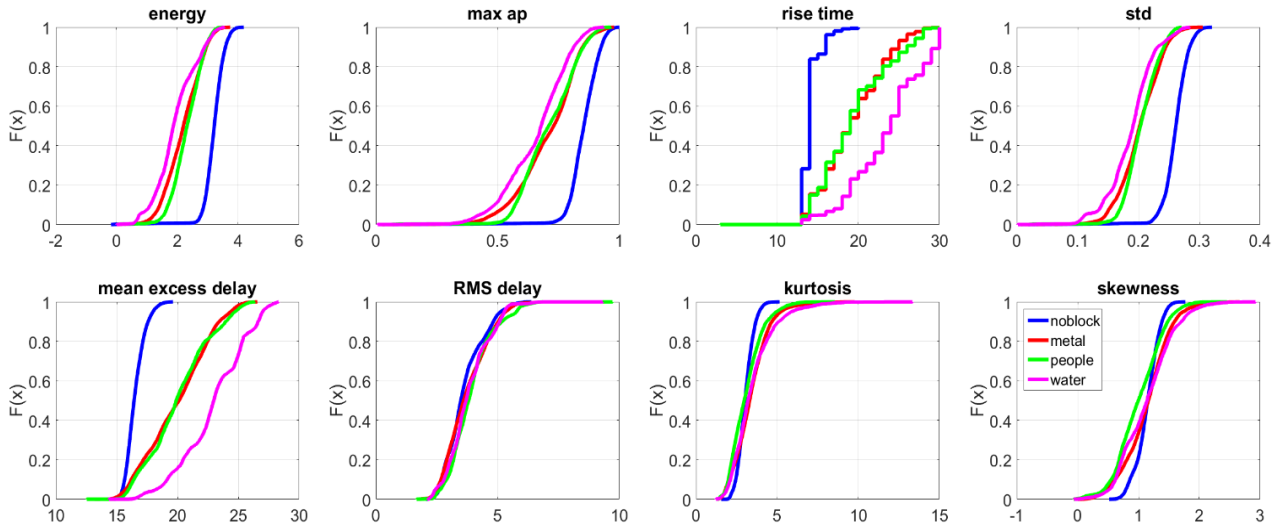 energy
max ap
rise time
std
F(x)
F(x)
F(x)
F(x)
1
0.8
0.6
0.4
0.2
0
-2 0 2 4 6
1
0.8
0.6
0.4
0.2
0
0 0.5 1
1
0.8
0.6
0.4
0.2
0
0 10 20 30
1
0.8
0.6
0.4
0.2
0
0 0.1 0.2 0.3 0.4
mean excess delay
RMS delay
kurtosis
skewness
F(x)
F(x)
F(x)
F(x)
1
0.8
0.6
0.4
0.2
0
10 15 20 25 30
1
0.8
0.6
0.4
0.2
0
0 5 10
1
0.8
0.6
0.4
0.2
0
0 5 10 15
1
0.8
0.6
0.4
0.2
0
-1 0 1 2 3
noblock
metal
people
water